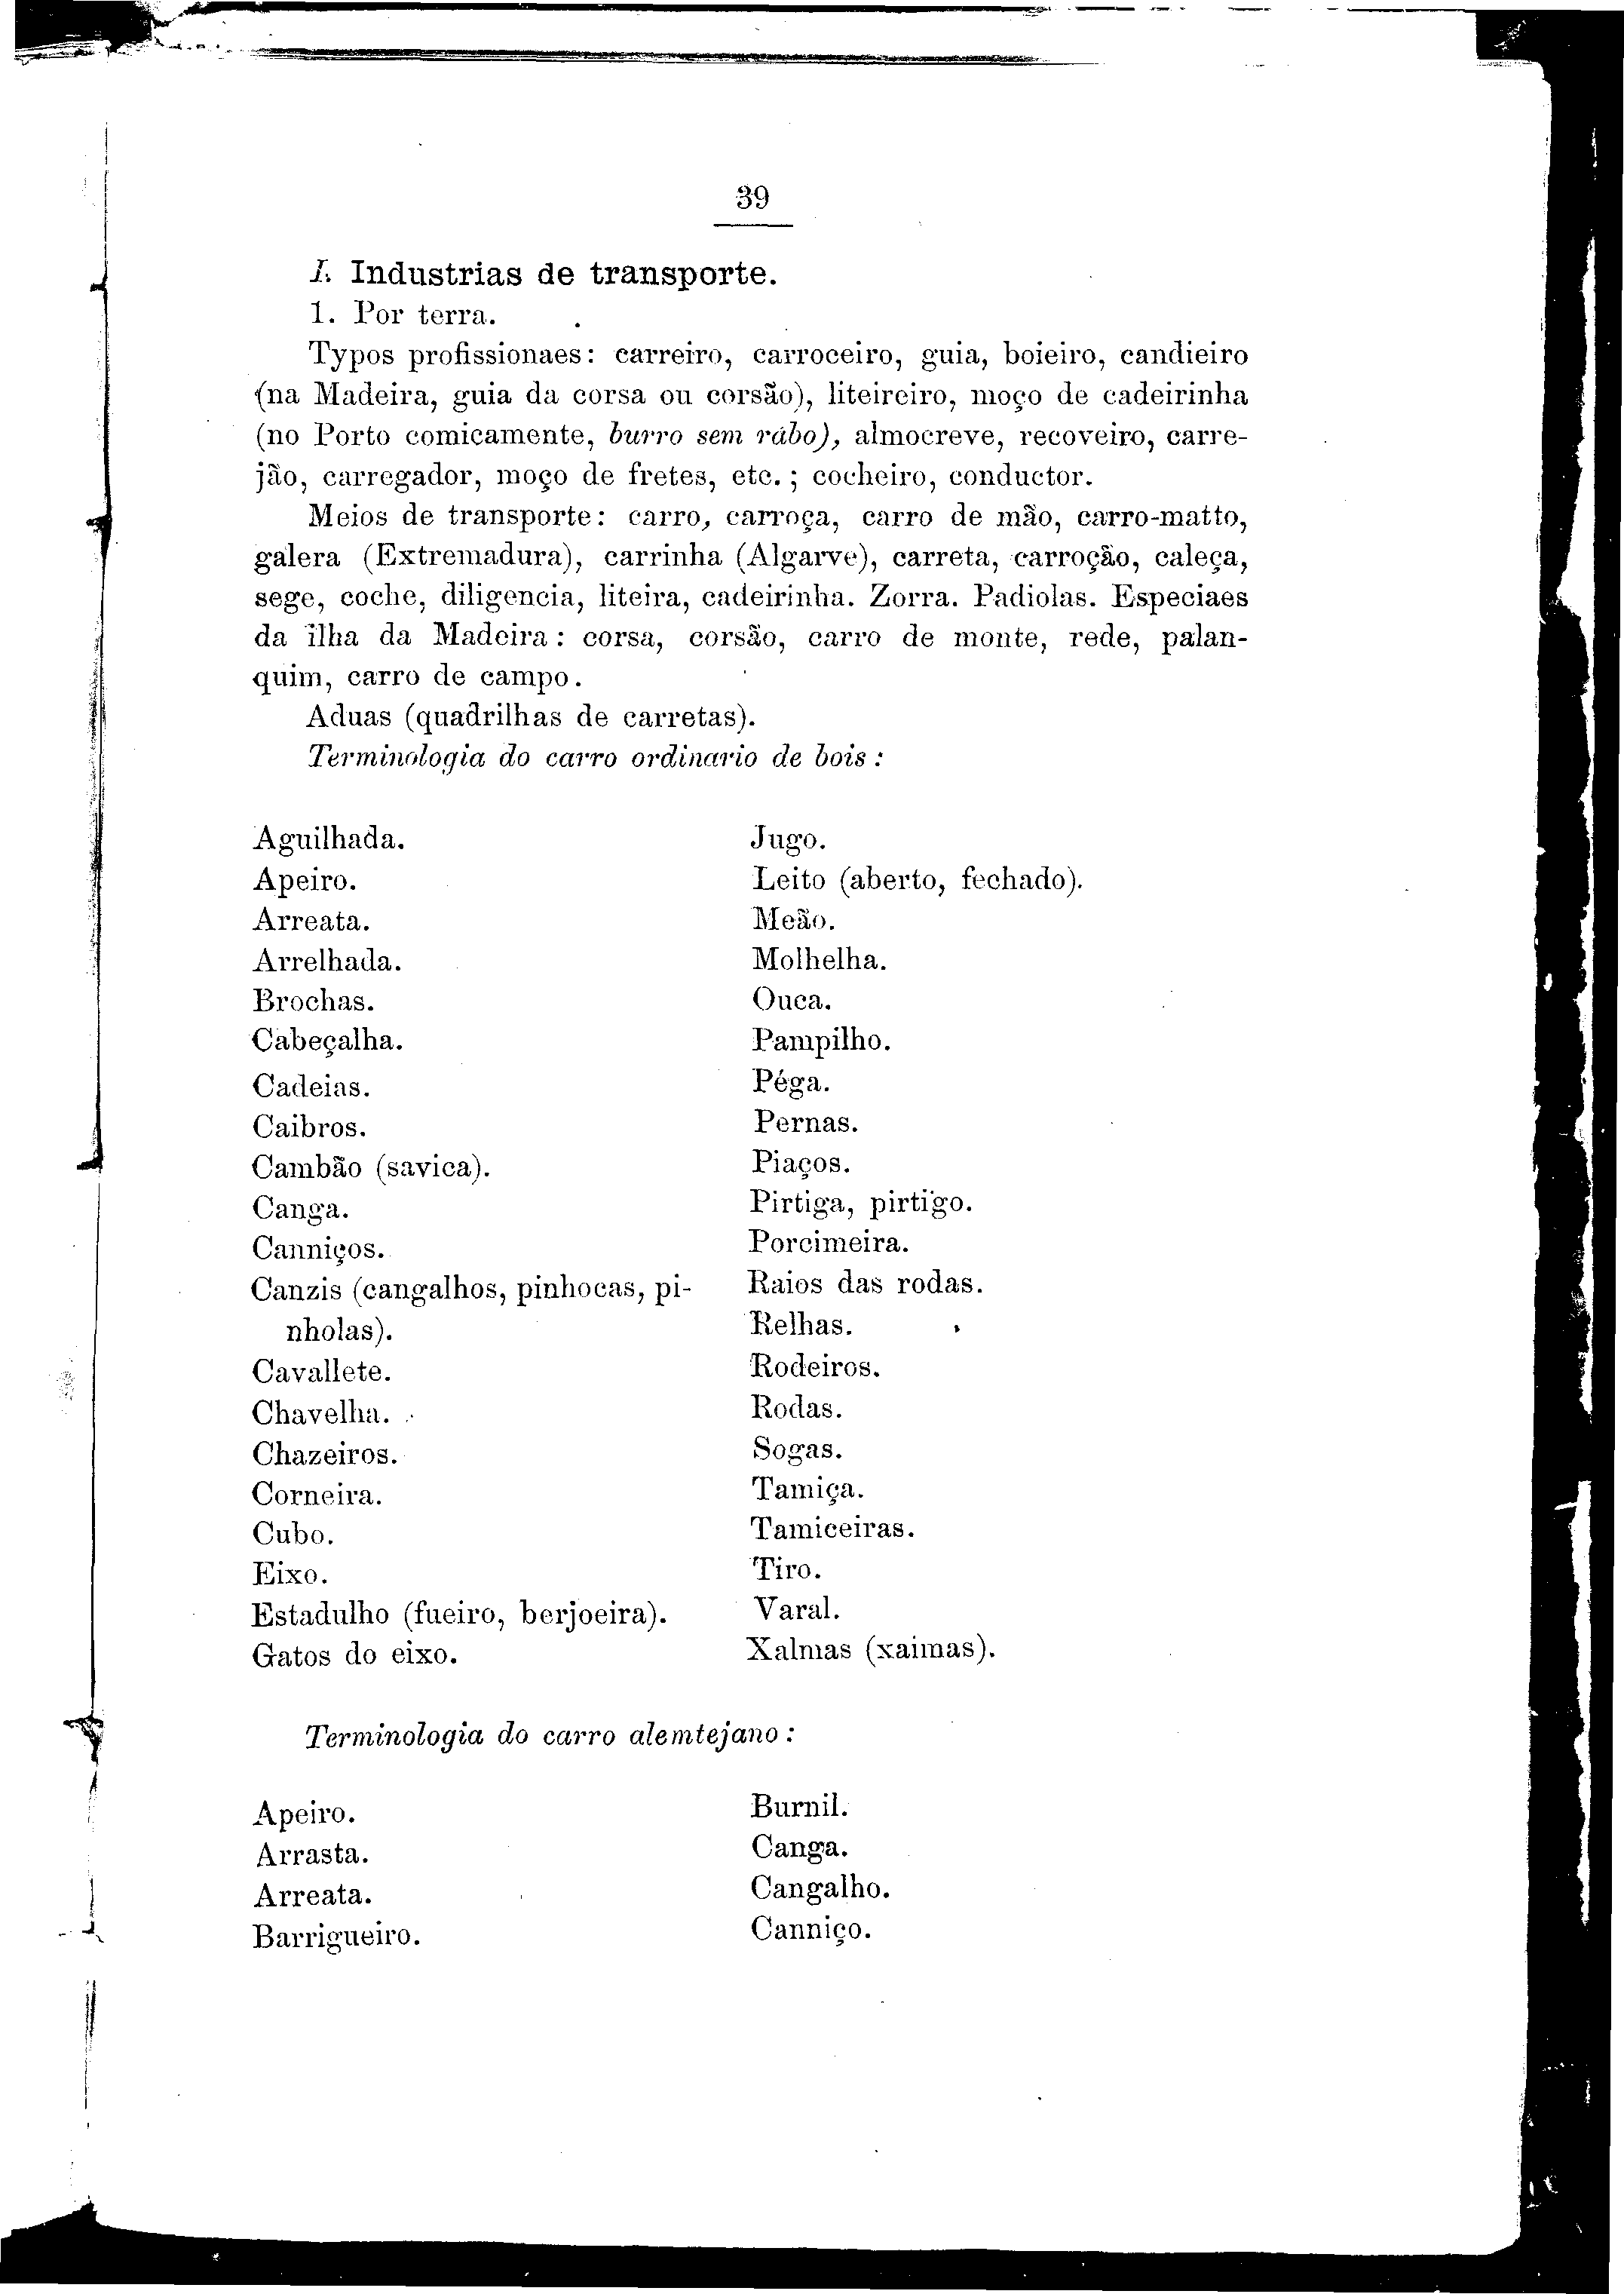 39
I. Industrias de transporte.
1. Por terra.
Typos profissionaes: carreiro, carroceiro, guia, boieiro, candieiro
(na Madeira, guia da corsa ou corsão), liteireiro, moço de cadeirinha
(no Porto comicamente, burro sem rábo), almocreve, recoveiro, carre-
jão, carregador, moço de fretes, etc.; cocheiro, conductor.
Meios de transporte: carro, carroça, carro de mão, carro-matto,
galera (Extremadura), carrinha (Algarve), carreta, carroção, caleça,
sege, coche, diligencia, liteira, cadeirinha. Zorra. Padiolas. Especiaes
da ilha da Madeira: corsa, corsão, carro de monte, rede, palan-
quim, carro de campo.
Aduas (quadrilhas de carretas).
Terminologia do carro ordinario de bois:
Aguilhada.
Apeiro.
Arreata.
Arrelhada.
Brochas.
Cabeçalha.
Cadeias.
Caibros.
Cambão (savica).
Canga.
Canniços.
Canzis (cangalhos, pinhocas, pi-
nholas).
Cavallete.
Chavelha.
Chazeiros.
Corneira.
Cubo.
Eixo.
Estadulho (fueiro, berjoeira).
Gatos do eixo.
Jugo.
Leito (aberto, fechado).
Meão.
Molhelha.
Ouca.
Pampilho.
Péga.
Pernas.
Piaços.
Pirtiga, pirtigo.
Porcimeira.
Raios das rodas.
Relhas.
Rodeiros.
Rodas.
Sogas.
Tamiça.
Tamiceiras.
Tiro.
Varal.
Xalmas (xaimas).
Terminologia do carro alemtejano:
Apeiro.
Arrasta.
Arreata.
Barrigueiro.
Burnil.
Canga.
Cangalho.
Canniço.